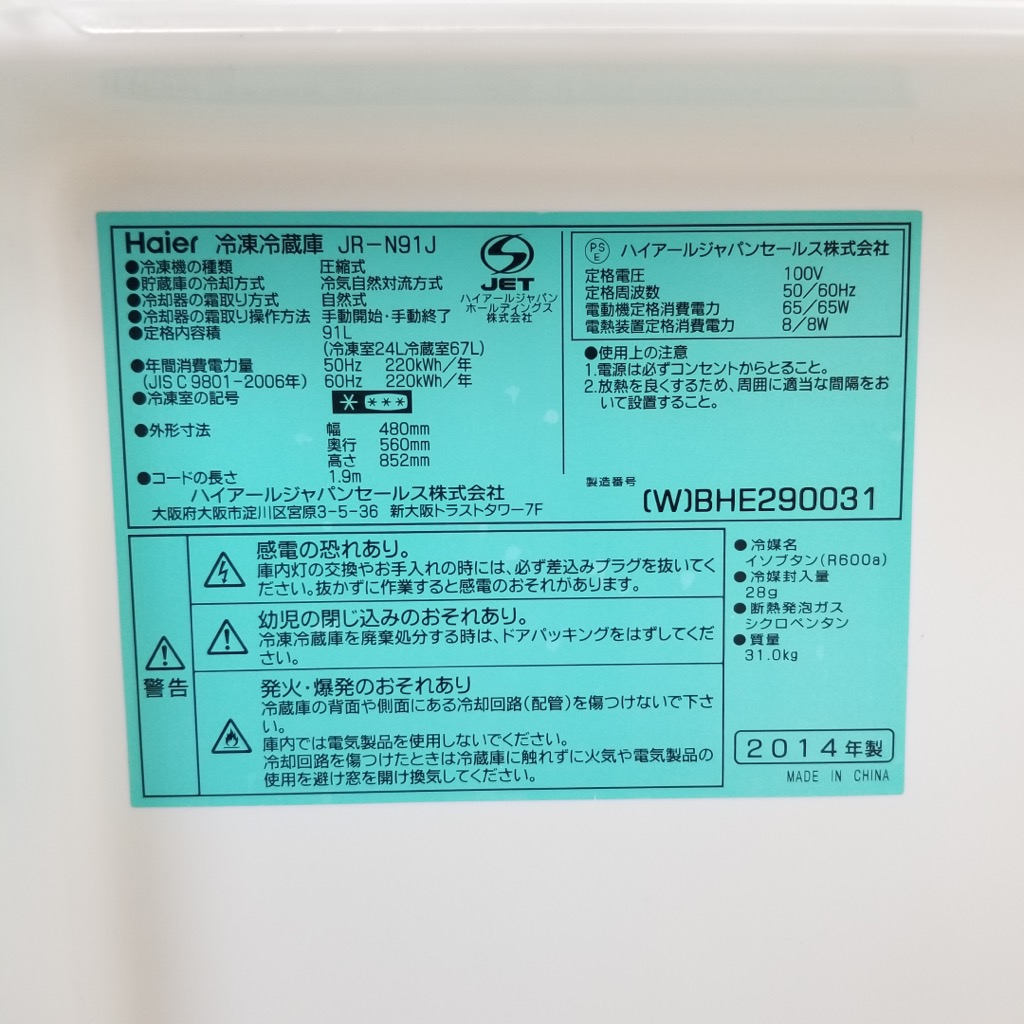 Haier 冷凍冷蔵庫 JR-N91J
●冷凍機の種類 圧縮式
●貯蔵庫の冷却方式 冷気自然対流方式
●冷却器の霜取り方式 自然式
●冷却器の霜取り操作方法 手動開始・手動終了
●定格内容積 91L
(冷凍室24L冷蔵室67L)
●年間消費電力量 50Hz 220kWh/年
(JIS C 9801-2006年) 60Hz 220kWh/年
●冷凍室の記号 * ***
●外形寸法 幅 480mm
奥行 560mm
高さ 852mm
●コードの長さ 1.9m
ハイアールジャパンセールス株式会社
大阪府大阪市淀川区宮原3-5-36 新大阪トラストタワー7F
S
JET
ハイアールジャパン
ホールディングス
株式会社
PS
E ハイアールジャパンセールス株式会社
定格電圧 100V
定格周波数 50/60Hz
電動機定格消費電力 65/65W
電熱装置定格消費電力 8/8W
●使用上の注意
1.電源は必ずコンセントからとること。
2.放熱を良くするため、周囲に適当な間隔をお
いて設置すること。
製造番号 (W)BHE290031
警告
感電の恐れあり。
庫内灯の交換やお手入れの時には、必ず差込みプラグを抜いてく
ださい。抜かずに作業すると感電のおそれがあります。
幼児の閉じ込みのおそれあり。
冷凍冷蔵庫を廃棄処分する時は、ドアパッキングをはずしてくだ
さい。
発火・爆発のおそれあり
冷蔵庫の背面や側面にある冷却回路(配管)を傷つけないで下さ
い。
庫内では電気製品を使用しないでください。
冷却回路を傷つけたときは冷蔵庫に触れずに火気や電気製品の
使用を避け窓を開け換気してください。
●冷媒名
イソブタン(R600a)
●冷媒封入量
28g
●断熱発泡ガス
シクロペンタン
●質量
31.0kg
2014年製
MADE IN CHINA